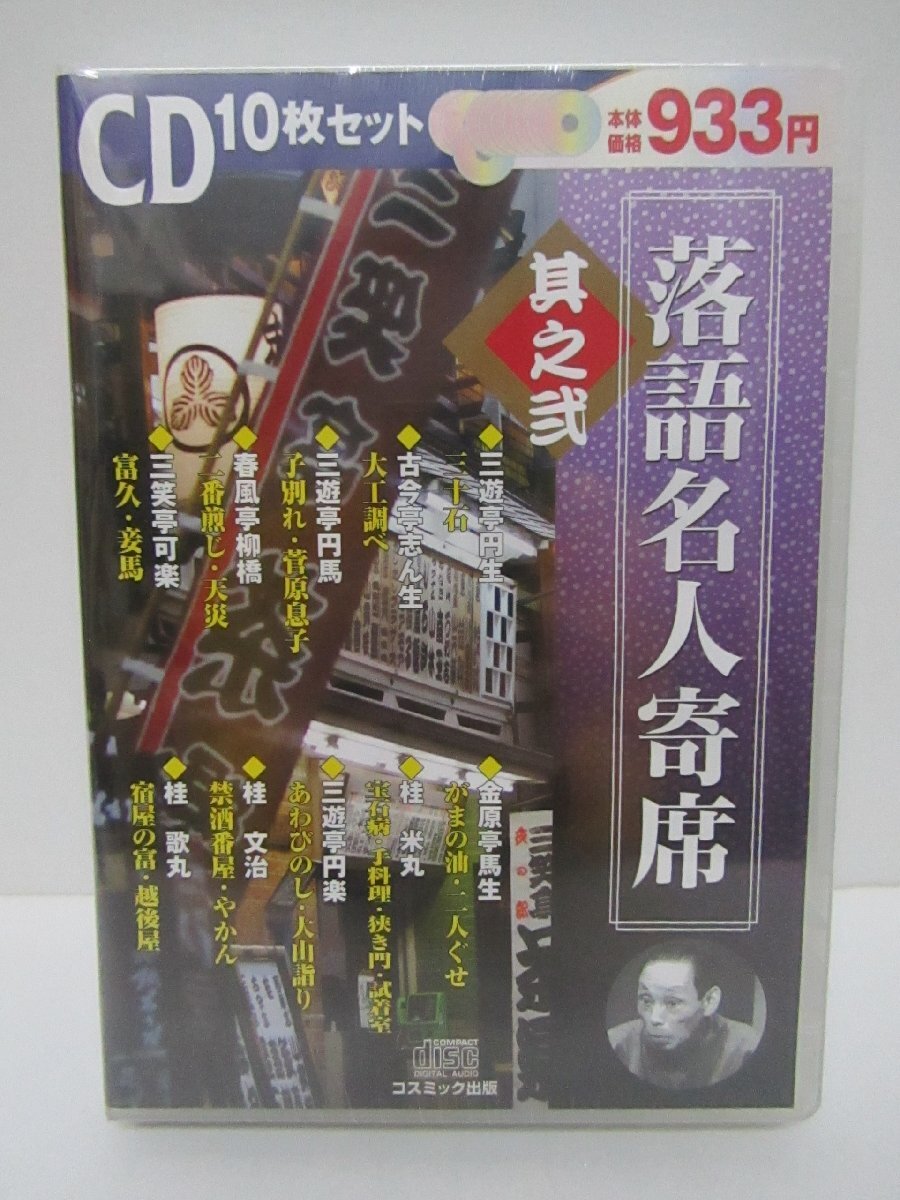 CD10枚セット
本体
価格
933円
落語名人寄席
其之弐
◆三遊亭円生
三十石
◆古今亭志ん生
大工調べ
◆三遊亭円馬
子別れ・菅原息子
◆春風亭柳橋
二番煎じ・天災
◆三笑亭可楽
富久・妾馬
◆金原亭馬生
がまの油・二人ぐせ
◆桂 米丸
宝石病・手料理・狭き門・試着室
◆三遊亭円楽
あわびのし・大山詣り
◆桂 文治
禁酒番屋・やかん
◆桂 歌丸
宿屋の富・越後屋
COMPACT
disc
DIGITAL AUDIO
コスミック出版